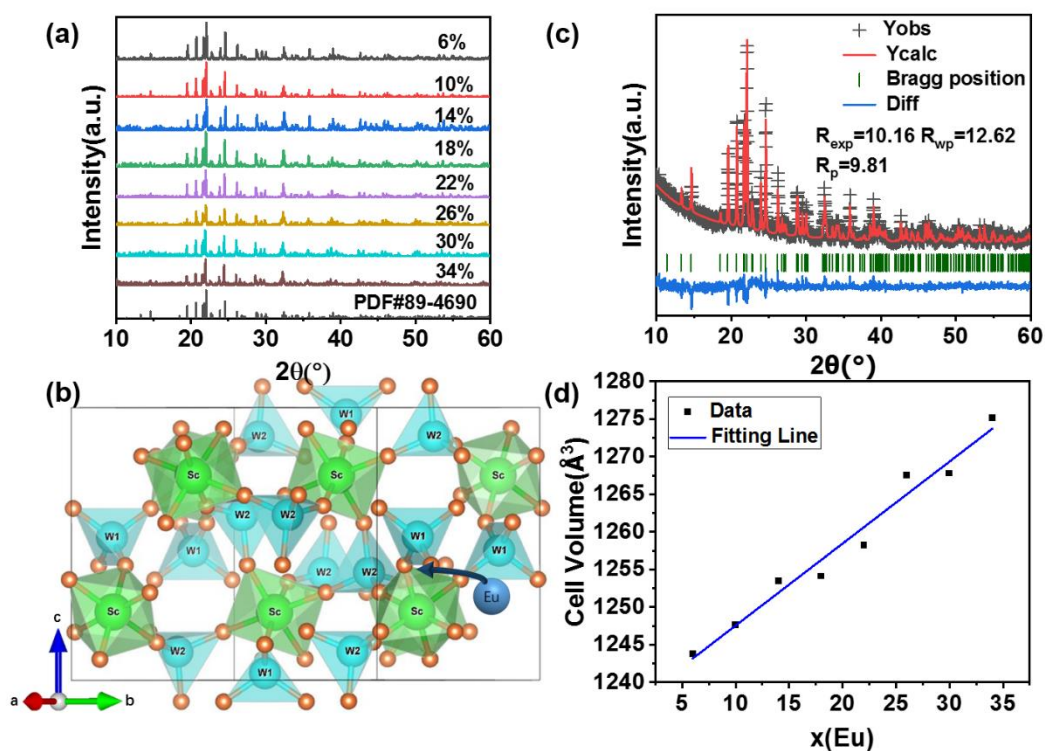 (a)
6%
10%
14%
18%
22%
26%
30%
34%
PDF#89-4690
Intensity(a.u.)
10 20 30 40 50 60
2θ(°)
(c)
Yobs
Ycalc
Bragg position
Diff
Rexp=10.16 Rwp=12.62
Rp=9.81
Intensity(a.u.)
10 20 30 40 50 60
2θ(°)
(b)
W1
W2 W2
Sc Sc Sc
W2 W2
W1 W1 W1 W1
W2 W2
Eu
Sc Sc Sc
W2 W2
W1
c
a b
(d)
1280
1275
1270
1265
1260
1255
1250
1245
1240
Cell Volume(Å3)
Data
Fitting Line
5 10 15 20 25 30 35
x(Eu)